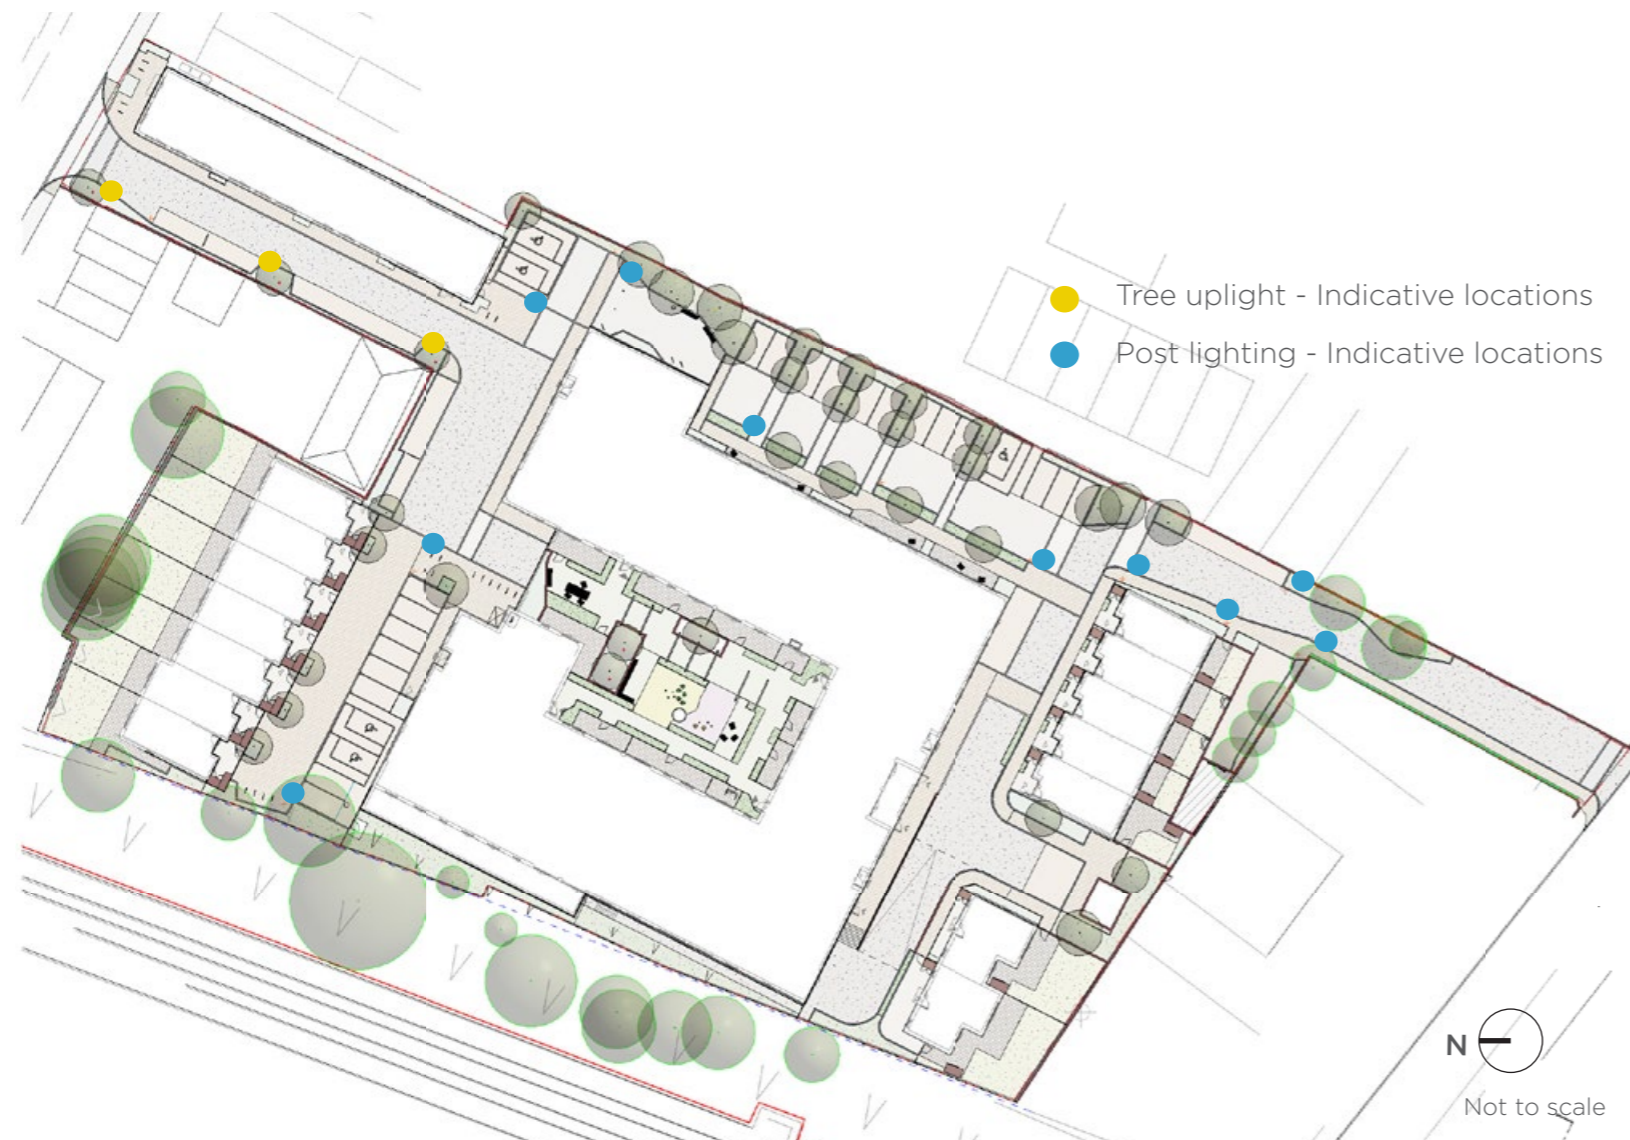 Tree uplight - Indicative locations
Post lighting - Indicative locations
N
Not to scale